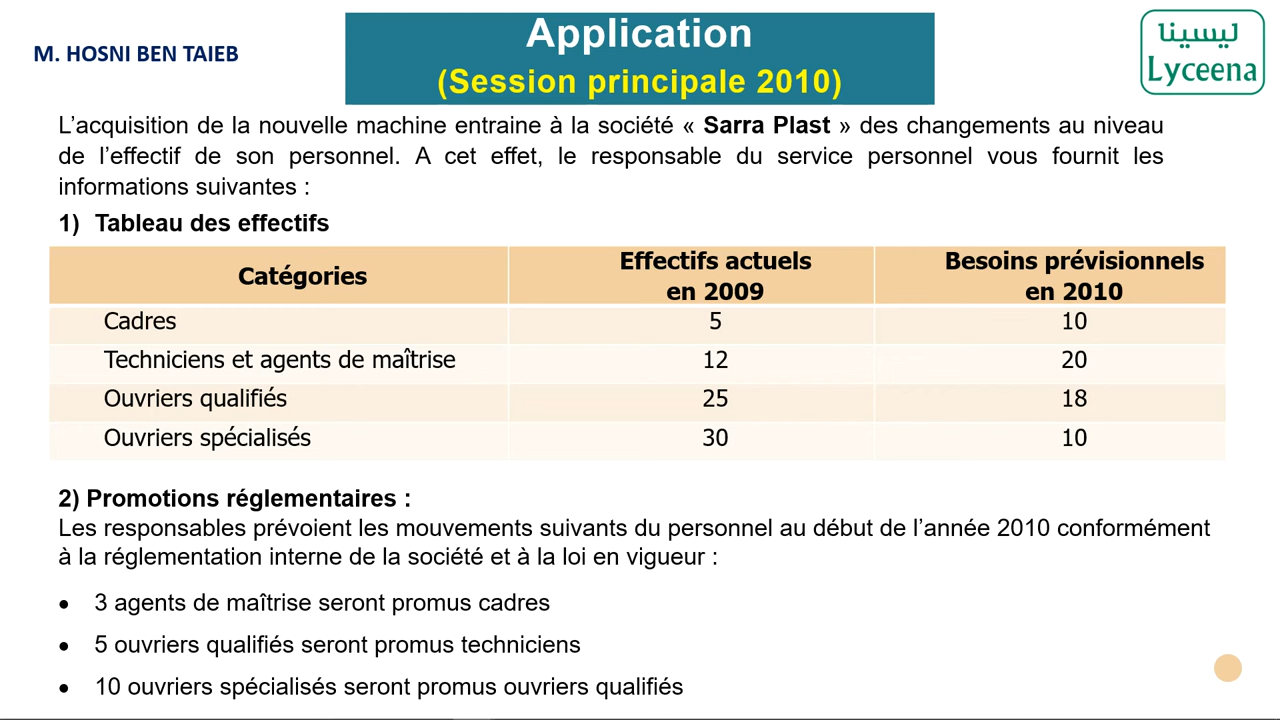 M. HOSNI BEN TAIEB
Application
(Session principale 2010)
ليسينا
Lyceena
L’acquisition de la nouvelle machine entraine à la société « Sarra Plast » des changements au niveau
de l’effectif de son personnel. A cet effet, le responsable du service personnel vous fournit les
informations suivantes :
1) Tableau des effectifs
Catégories
Effectifs actuels
en 2009
Besoins prévisionnels
en 2010
Cadres 5 10
Techniciens et agents de maîtrise 12 20
Ouvriers qualifiés 25 18
Ouvriers spécialisés 30 10
2) Promotions réglementaires :
Les responsables prévoient les mouvements suivants du personnel au début de l’année 2010 conformément
à la réglementation interne de la société et à la loi en vigueur :
• 3 agents de maîtrise seront promus cadres
• 5 ouvriers qualifiés seront promus techniciens
• 10 ouvriers spécialisés seront promus ouvriers qualifiés